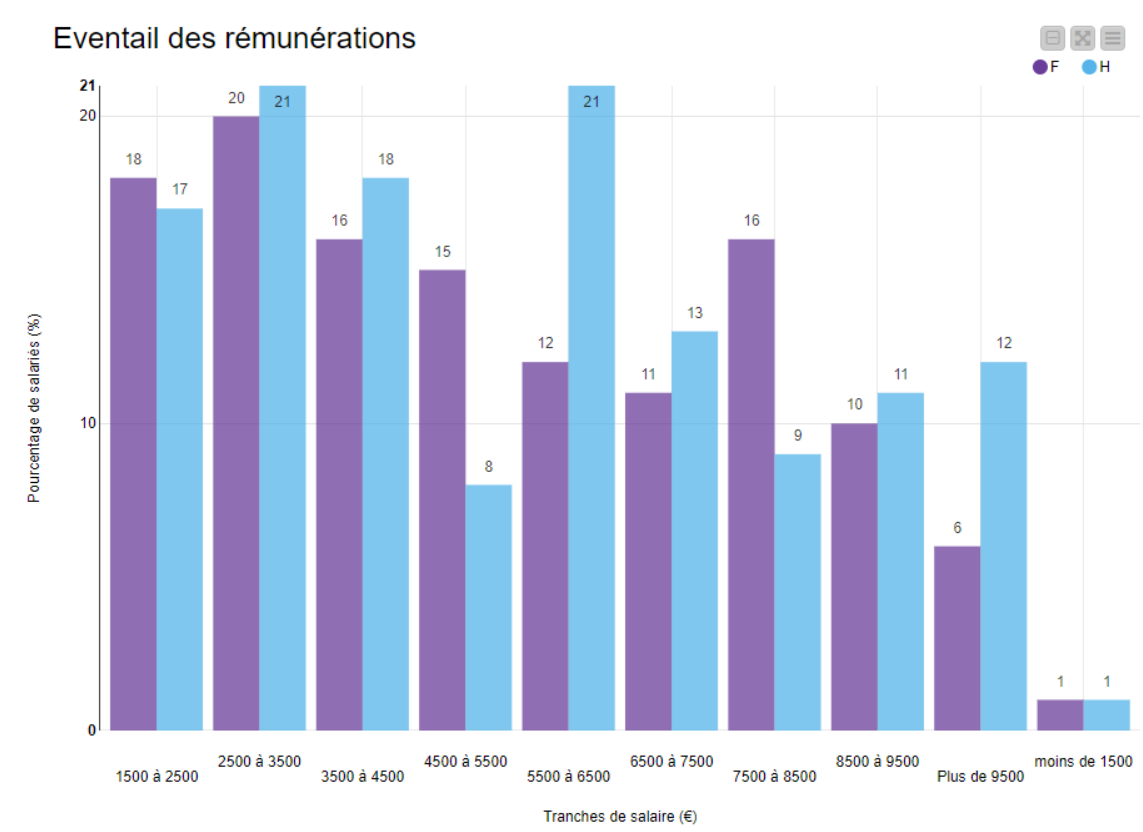 Eventail des rémunérations
F H
21
20
10
0
18 17 20 21 16 18 15 8 12 21 11 13 16 9 10 11 6 12 1 1
Pourcentage de salariés (%)
1500 à 2500
2500 à 3500
3500 à 4500
4500 à 5500
5500 à 6500
6500 à 7500
7500 à 8500
8500 à 9500
Plus de 9500
moins de 1500
Tranches de salaire (€)